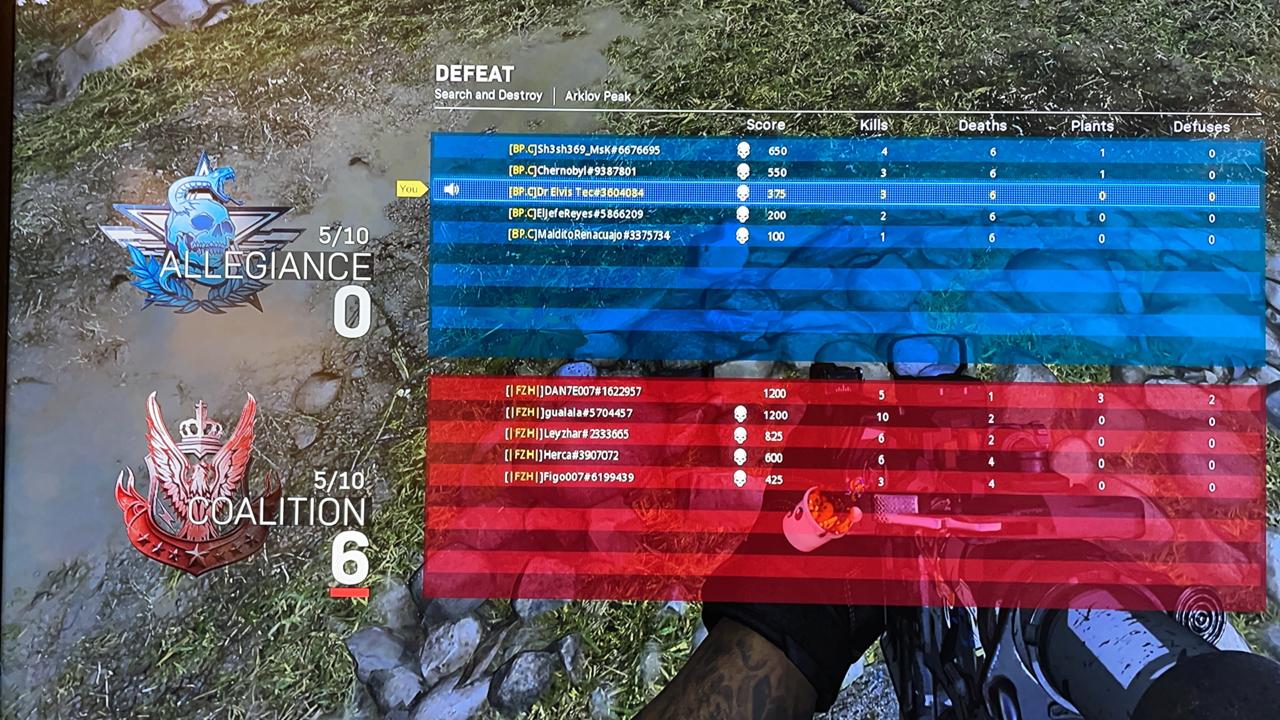 DEFEAT
Search and Destroy | Arklov Peak
Score Kills Deaths Plants Defuses
[BP.C]Sh3sh369_MsK#6676695 650 4 6 1 0
[BP.C]Chernobyl#9387801 550 3 6 1 0
You [BP.C]Dr Elvis Tec#3604084 375 3 6 0 0
[BP.C]ElJefeReyes#5866209 200 2 6 0 0
[BP.C]MalditoRenacuajo#3375734 100 1 6 0 0
5/10
ALLEGIANCE
0
[|FZH|]DAN7E007#1622957 1200 5 1 3 2
[|FZH|]gualala#5704457 1200 10 2 0 0
[|FZH|]Leyzhar#2333665 825 6 2 0 0
[|FZH|]Herca#3907072 600 6 4 0 0
[|FZH|]Figo007#6199439 425 3 4 0 0
5/10
COALITION
6